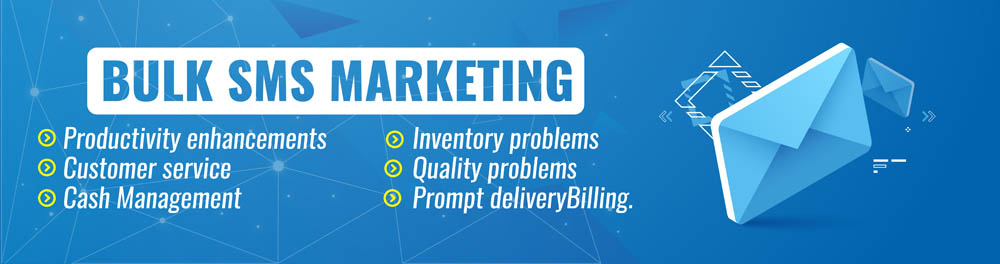 BULK SMS MARKETING
Productivity enhancements
Customer service
Cash Management
Inventory problems
Quality problems
Prompt deliveryBilling.